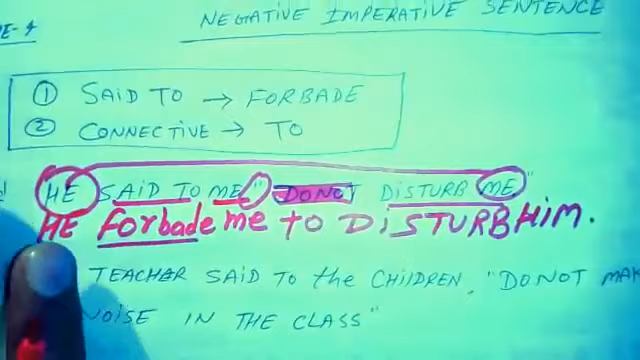 E-4
NEGATIVE IMPERATIVE SENTENCE
① SAID TO → FORBADE
② CONNECTIVE → TO
HE SAID TO ME " DONOT DISTURB ME "
HE forbade me to DISTURB HIM.
TEACHER SAID TO the CHILDREN, "DONOT
NOISE IN THE CLASS"